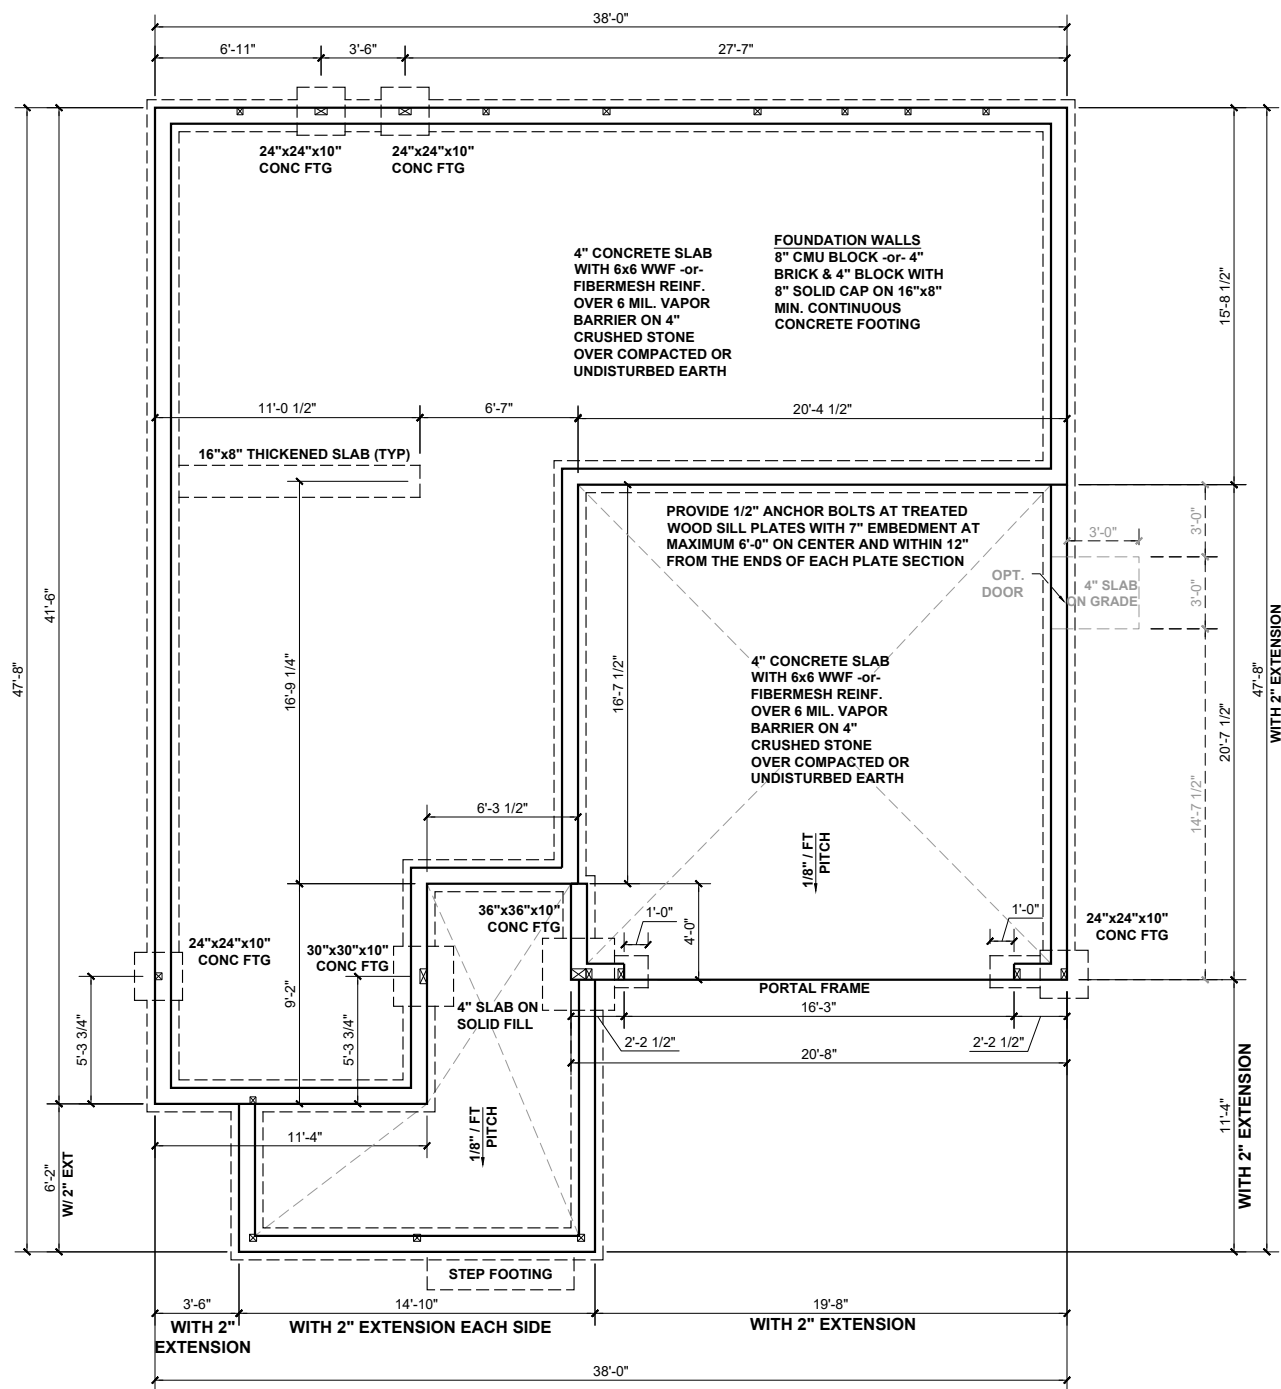 38'-0"
6'-11"
3'-6"
27'-7"
24"x24"x10"
CONC FTG
24"x24"x10"
CONC FTG
4" CONCRETE SLAB
WITH 6x6 WWF -or-
FIBERMESH REINF.
OVER 6 MIL. VAPOR
BARRIER ON 4"
CRUSHED STONE
OVER COMPACTED OR
UNDISTURBED EARTH
FOUNDATION WALLS
8" CMU BLOCK -or- 4"
BRICK & 4" BLOCK WITH
8" SOLID CAP ON 16"x8"
MIN. CONTINUOUS
CONCRETE FOOTING
15'-8 1/2"
11'-0 1/2"
6'-7"
20'-4 1/2"
16"x8" THICKENED SLAB (TYP)
PROVIDE 1/2" ANCHOR BOLTS AT TREATED
WOOD SILL PLATES WITH 7" EMBEDMENT AT
MAXIMUM 6'-0" ON CENTER AND WITHIN 12"
FROM THE ENDS OF EACH PLATE SECTION
3'-0"
3'-0"
OPT.
DOOR
4" SLAB
ON GRADE
3'-0"
41'-6"
47'-8"
16'-9 1/4"
16'-7 1/2"
4" CONCRETE SLAB
WITH 6x6 WWF -or-
FIBERMESH REINF.
OVER 6 MIL. VAPOR
BARRIER ON 4"
CRUSHED STONE
OVER COMPACTED OR
UNDISTURBED EARTH
14'-7 1/2"
20'-7 1/2"
47'-8"
WITH 2" EXTENSION
6'-3 1/2"
1/8" / FT
PITCH
36"x36"x10"
CONC FTG
1'-0"
4'-0"
1'-0"
24"x24"x10"
CONC FTG
24"x24"x10"
CONC FTG
30"x30"x10"
CONC FTG
9'-2"
5'-3 3/4"
5'-3 3/4"
4" SLAB ON
SOLID FILL
PORTAL FRAME
16'-3"
2'-2 1/2"
2'-2 1/2"
20'-8"
11'-4"
WITH 2" EXTENSION
11'-4"
1/8" / FT
PITCH
6'-2"
W/ 2" EXT
STEP FOOTING
3'-6"
14'-10"
19'-8"
WITH 2"
EXTENSION
WITH 2" EXTENSION EACH SIDE
WITH 2" EXTENSION
38'-0"